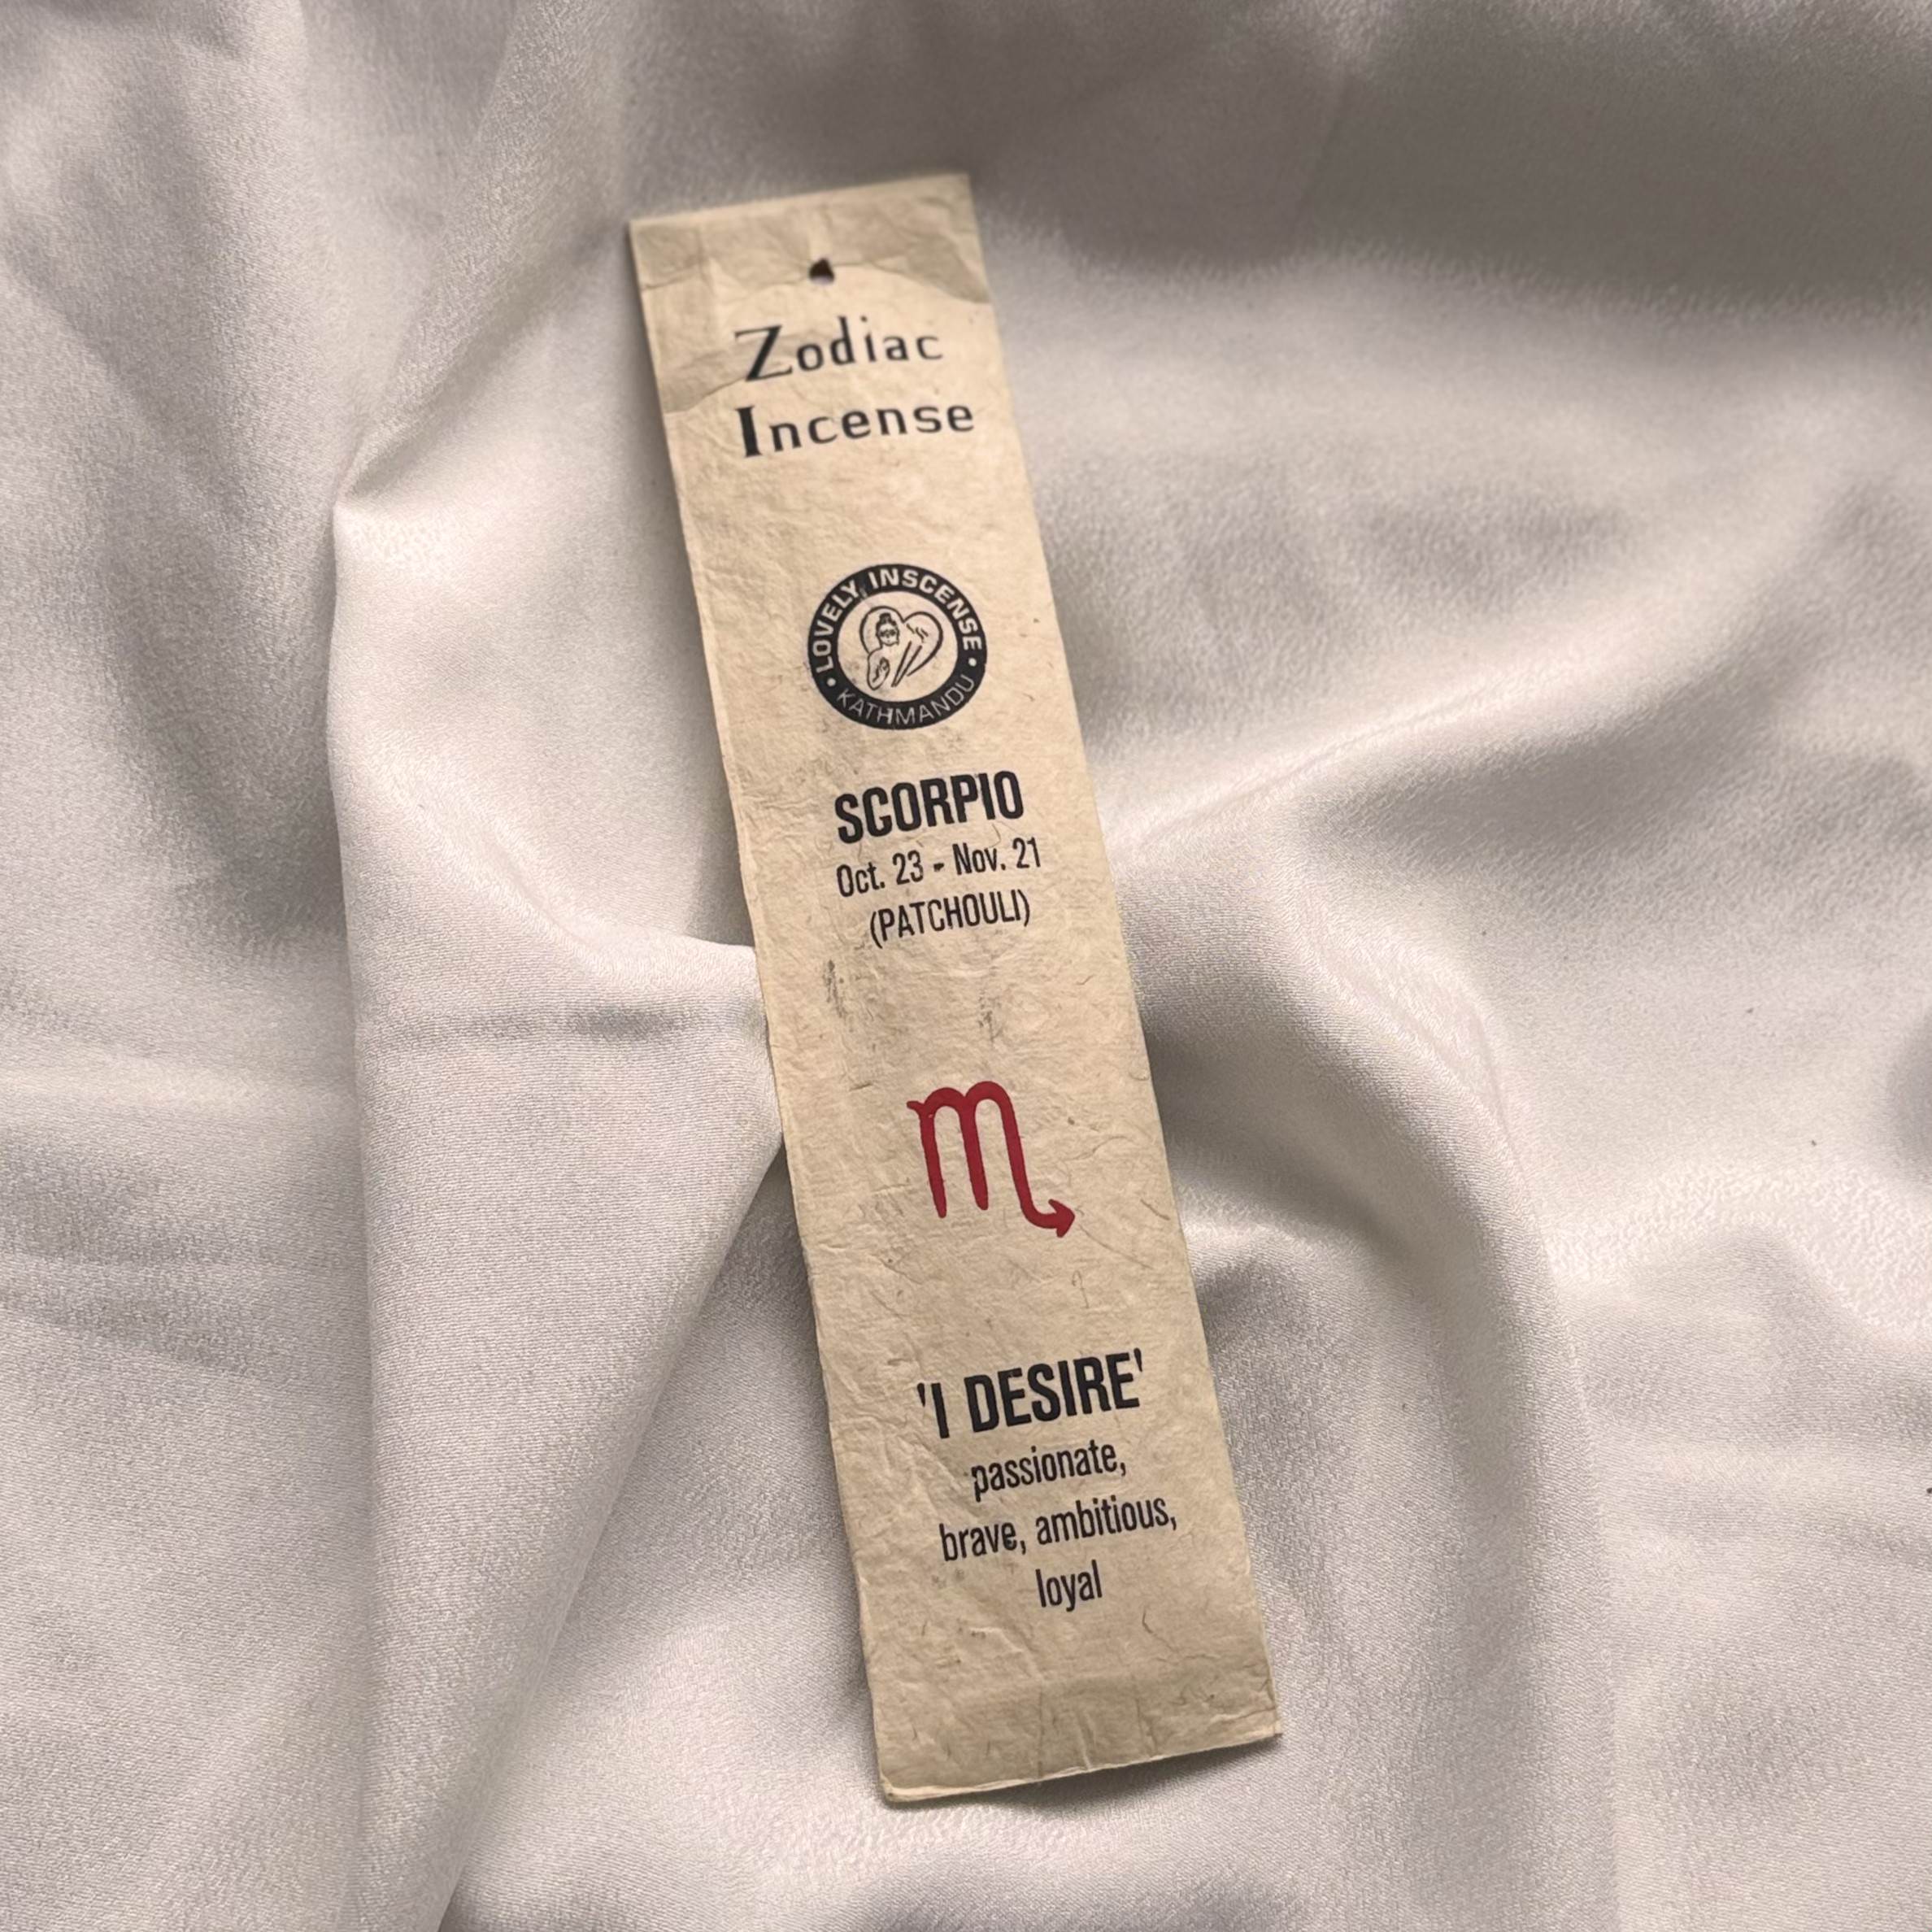 Zodiac
Incense
LOVELY INSCENSE
KATHMANDU
SCORPIO
Oct. 23 - Nov. 21
(PATCHOULI)
'I DESIRE'
passionate,
brave, ambitious,
loyal